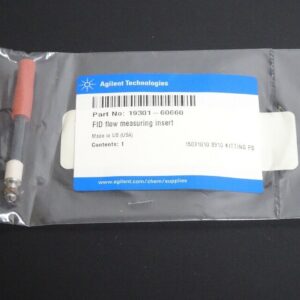 Agilent Technologies
Part No: 19301-60660
FID flow measuring insert
Made in US (USA)
Contents: 1
KITTING
www.agilent.com/chem/supplies